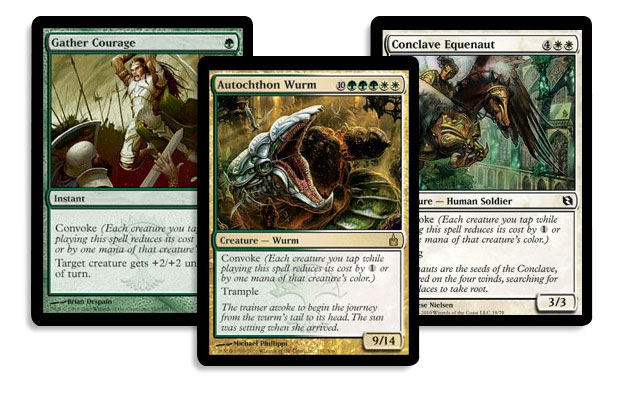 Gather Courage
Instant
Convoke (Each creature you tap
playing this spell reduces its cost
or by one mana of that creature
Target creature gets +2/+2 un
of turn.
Brian Despain
Autochthon Wurm 10
Creature — Wurm
Convoke (Each creature you tap while
playing this spell reduces its cost by 1 or
by one mana of that creature's color.)
Trample
The trainer awoke to begin the journey
from the wurm's tail to its head. The sun
was setting when she arrived.
Michael Phillippi
9/14
Conclave Equenaut 4
re — Human Soldier
oke (Each creature you tap while
ng this spell reduces its cost by 1 or
e mana of that creature's color.)
g
nauts are the seeds of the Conclave,
red on the four winds, searching for
laces to take root.
se Nielsen
3/3